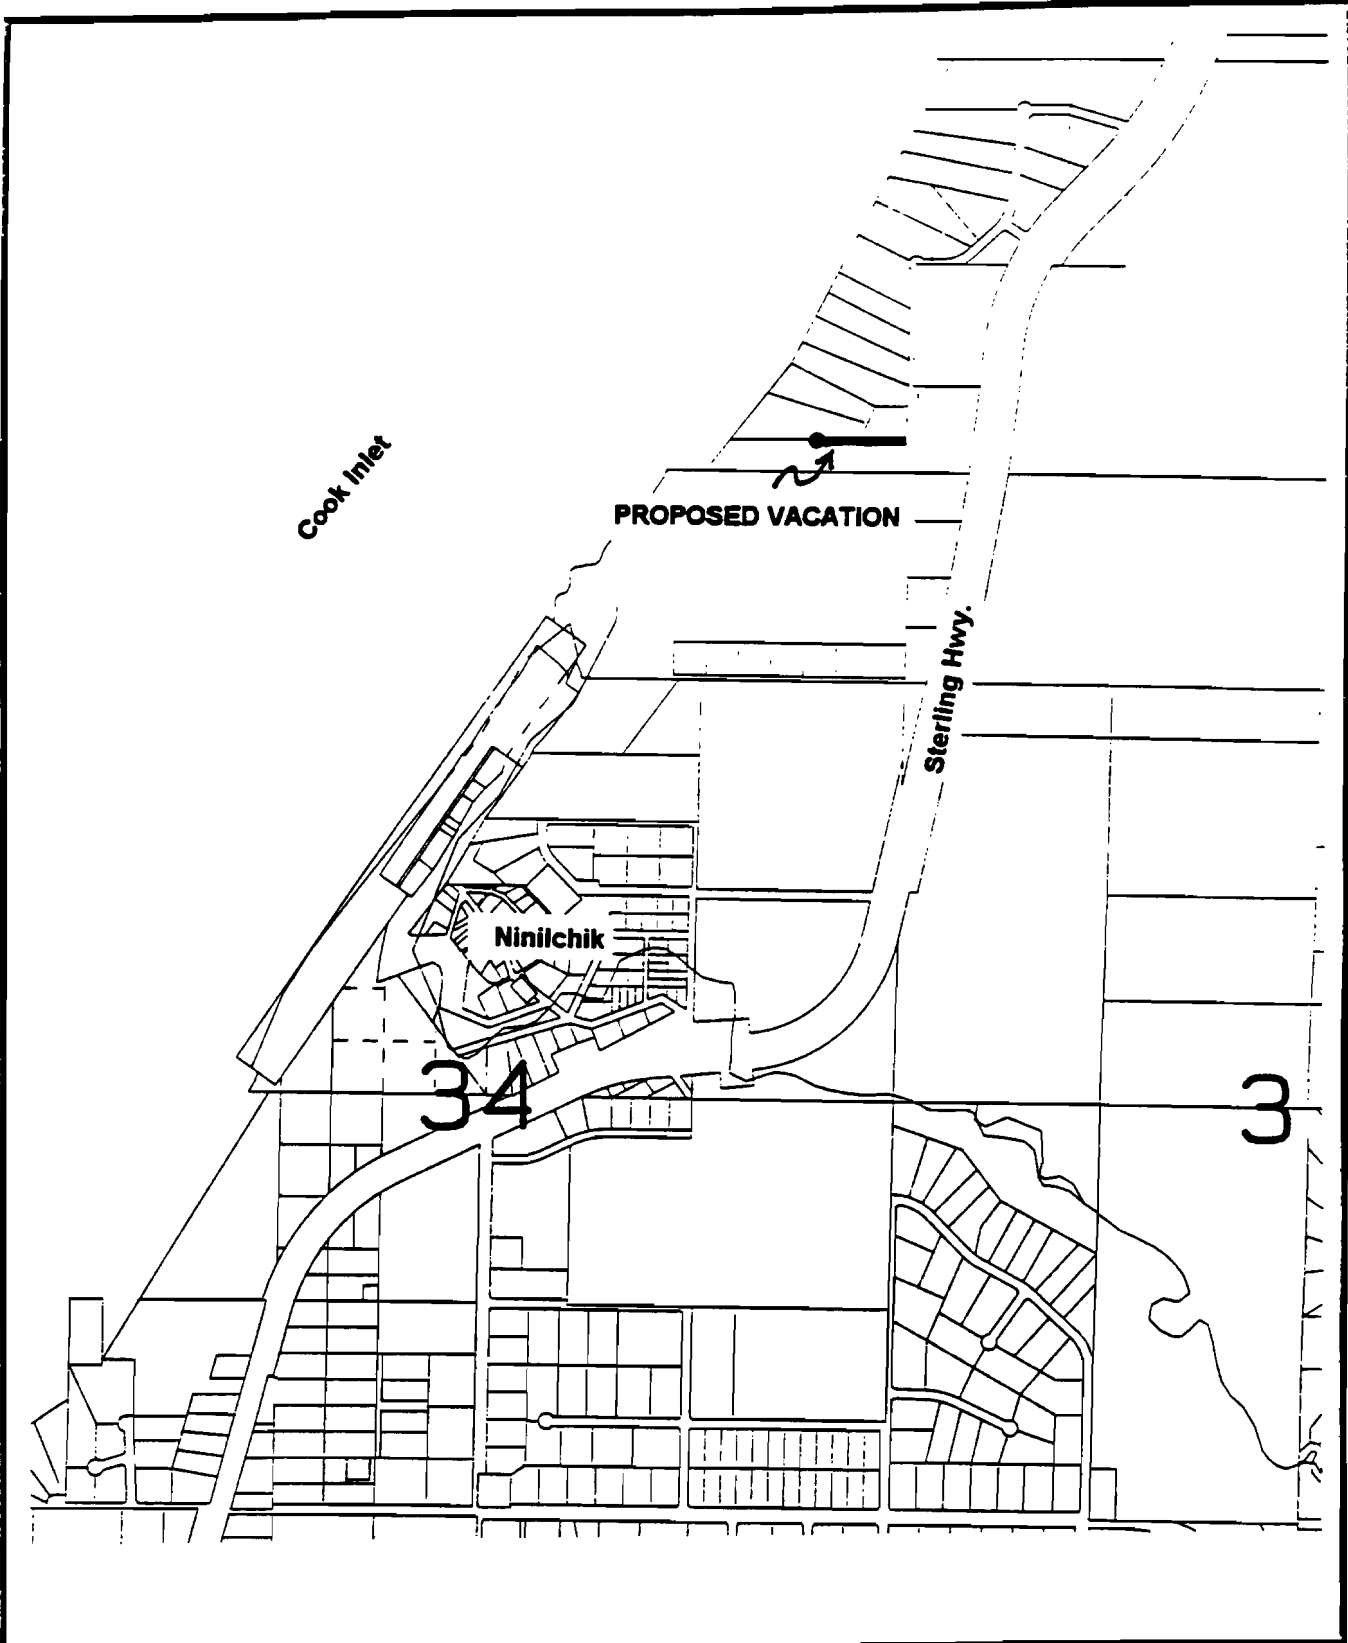 Cook Inlet
PROPOSED VACATION
Sterling Hwy.
Ninilchik
34
3